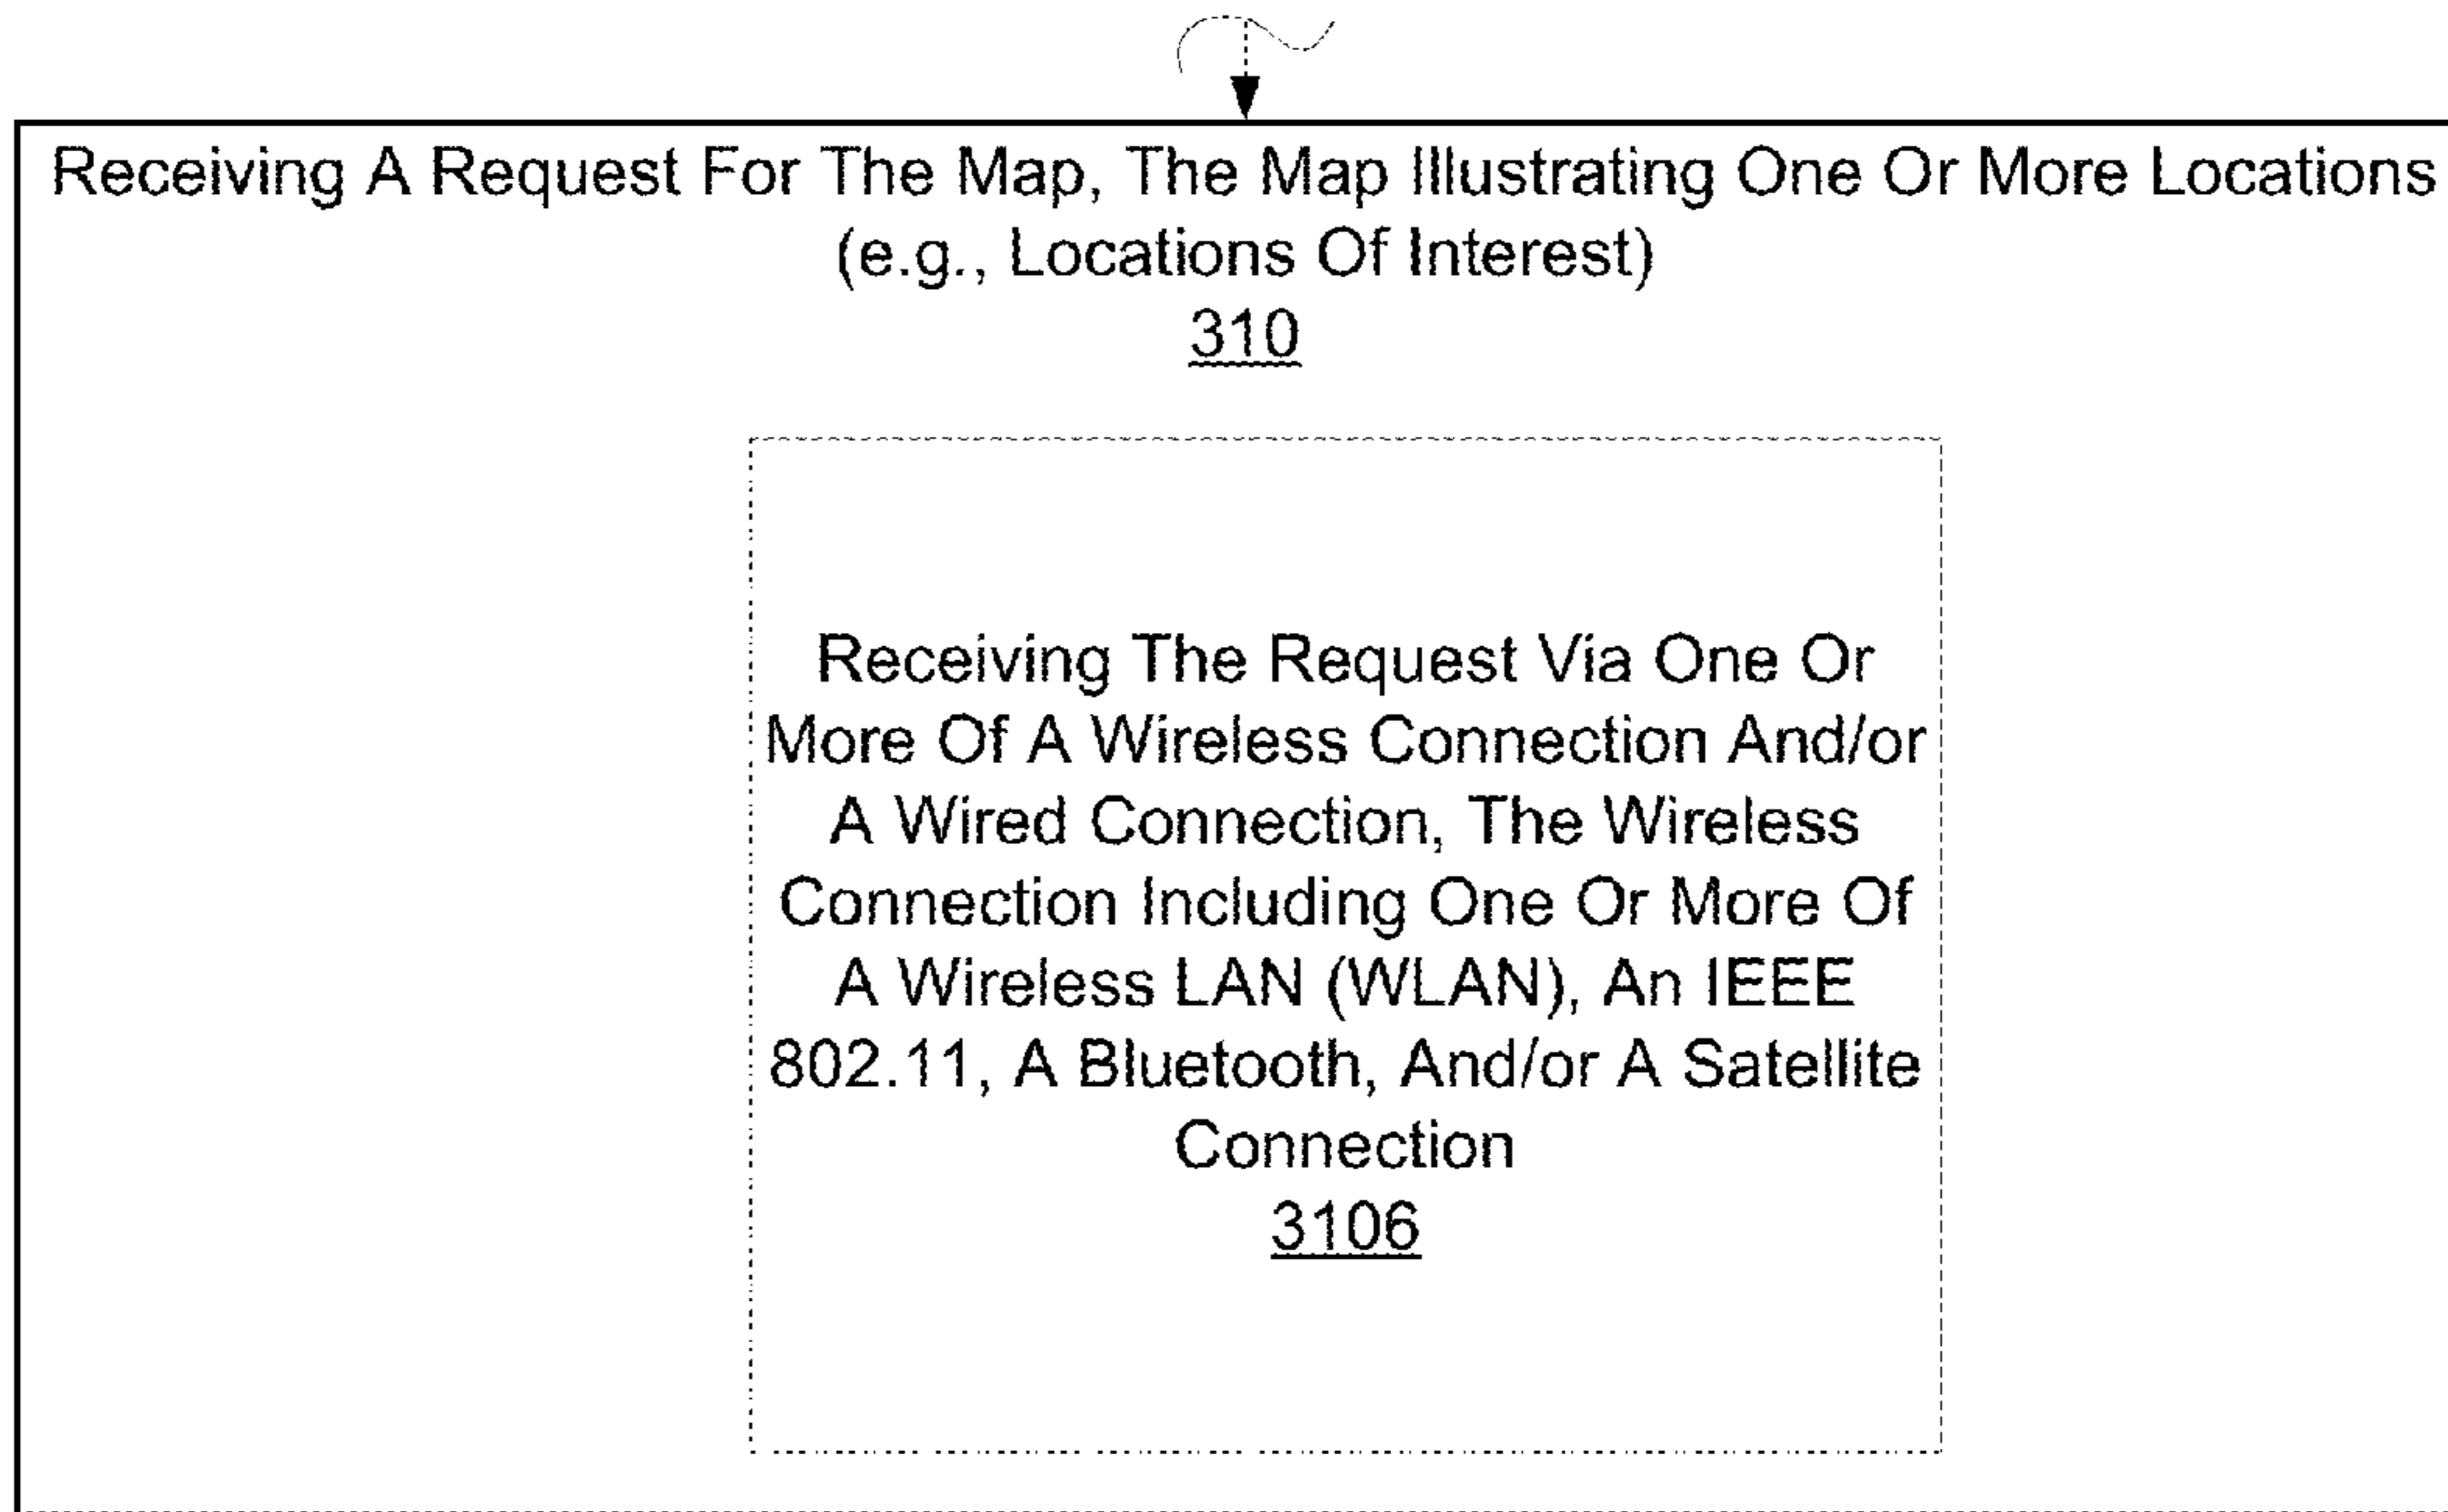 Receiving A Request For The Map, The Map Illustrating One Or More Locations
(e.g., Locations Of Interest)
310
Receiving The Request Via One Or
More Of A Wireless Connection And/or
A Wired Connection, The Wireless
Connection Including One Or More Of
A Wireless LAN (WLAN), An IEEE
802.11, A Bluetooth, And/or A Satellite
Connection
3106